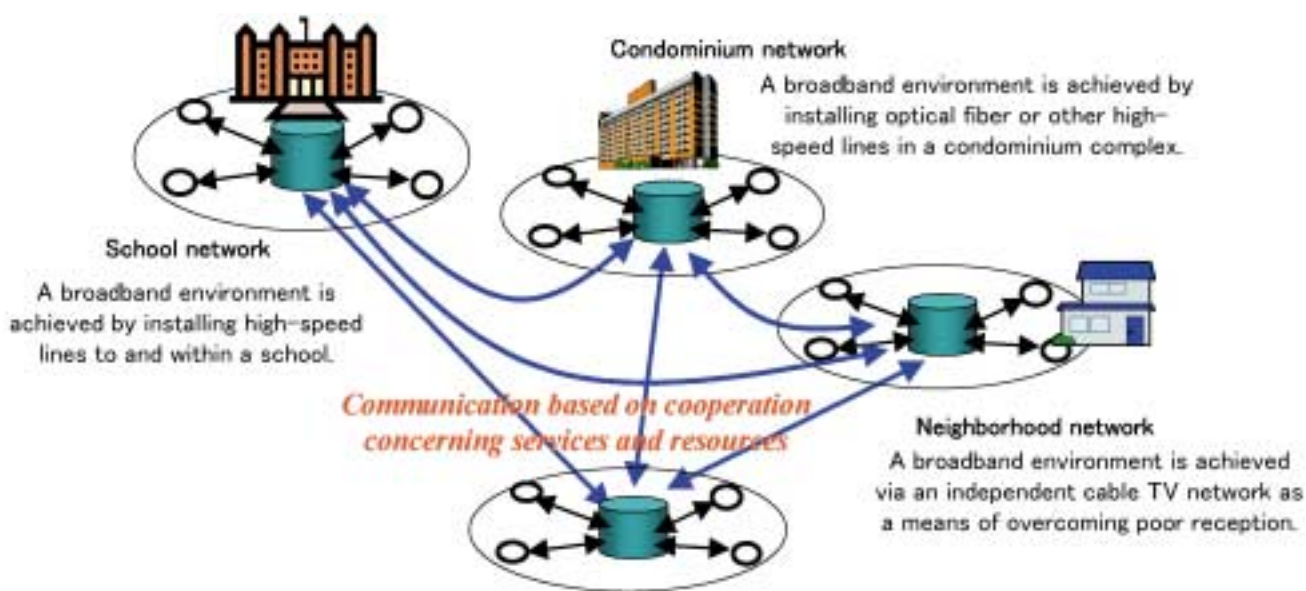 Condominium network
A broadband environment is achieved by
installing optical fiber or other high-
speed lines in a condominium complex.
School network
A broadband environment is
achieved by installing high-speed
lines to and within a school.
Communication based on cooperation
concerning services and resources
Neighborhood network
A broadband environment is achieved
via an independent cable TV network as
a means of overcoming poor reception.